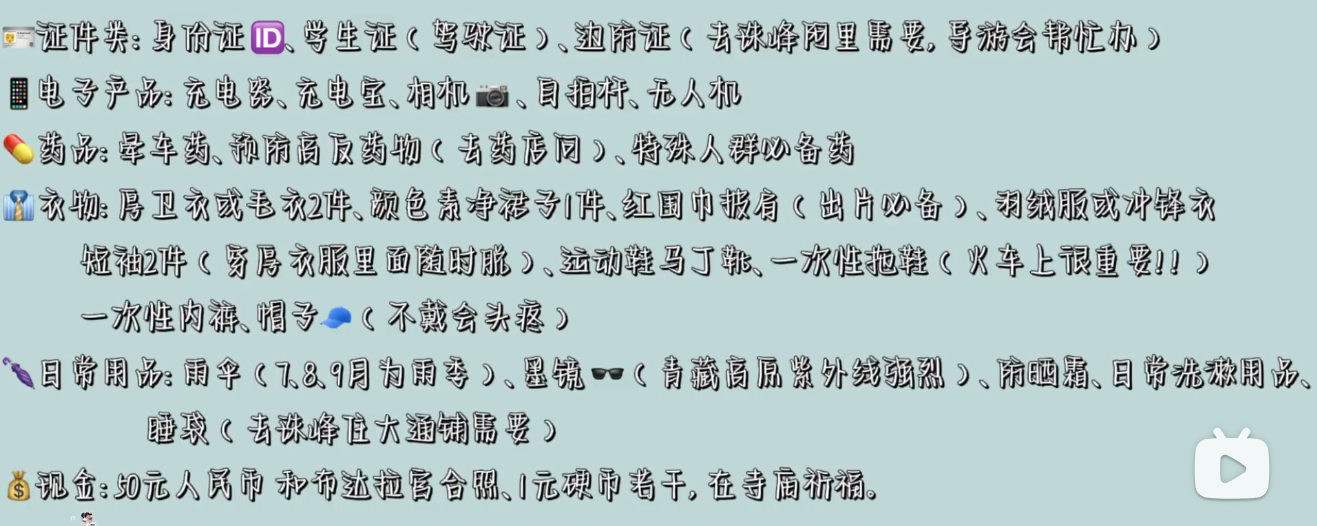 🪪证件类:身份证🆔、学生证(驾驶证)、边防证(去珠峰闭里需要,导游会帮忙办)
📱电子产品:充电器、充电宝、相机📷、自拍杆、无人机
💊药品:晕车药、预防高反药物(去药店问)、特殊人群必备药
👔衣物:厚卫衣或毛衣2件、颜色素净裙子1件、红围巾披肩(出片必备)、羽绒服或冲锋衣
短袖2件(穿厚衣服里面随时脱)、运动鞋马丁靴、一次性拖鞋(火车上很重要!!)
一次性内裤、帽子🧢(不戴会头疼)
🌂日常用品:雨伞(7、8、9月为雨季)、墨镜🕶️(青藏高原紫外线强烈)、防晒霜、日常洗漱用品、
睡袋(去珠峰住大通铺需要)
💰现金:50元人民币 和布达拉宫合照、1元硬币若干,在寺庙祈福。